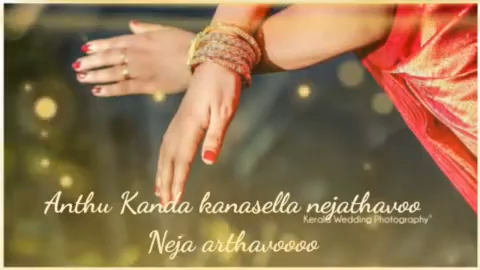 Anthu Kanda kanasella nejathavoo
Kerala Wedding Photography"
Neja arthavoooo